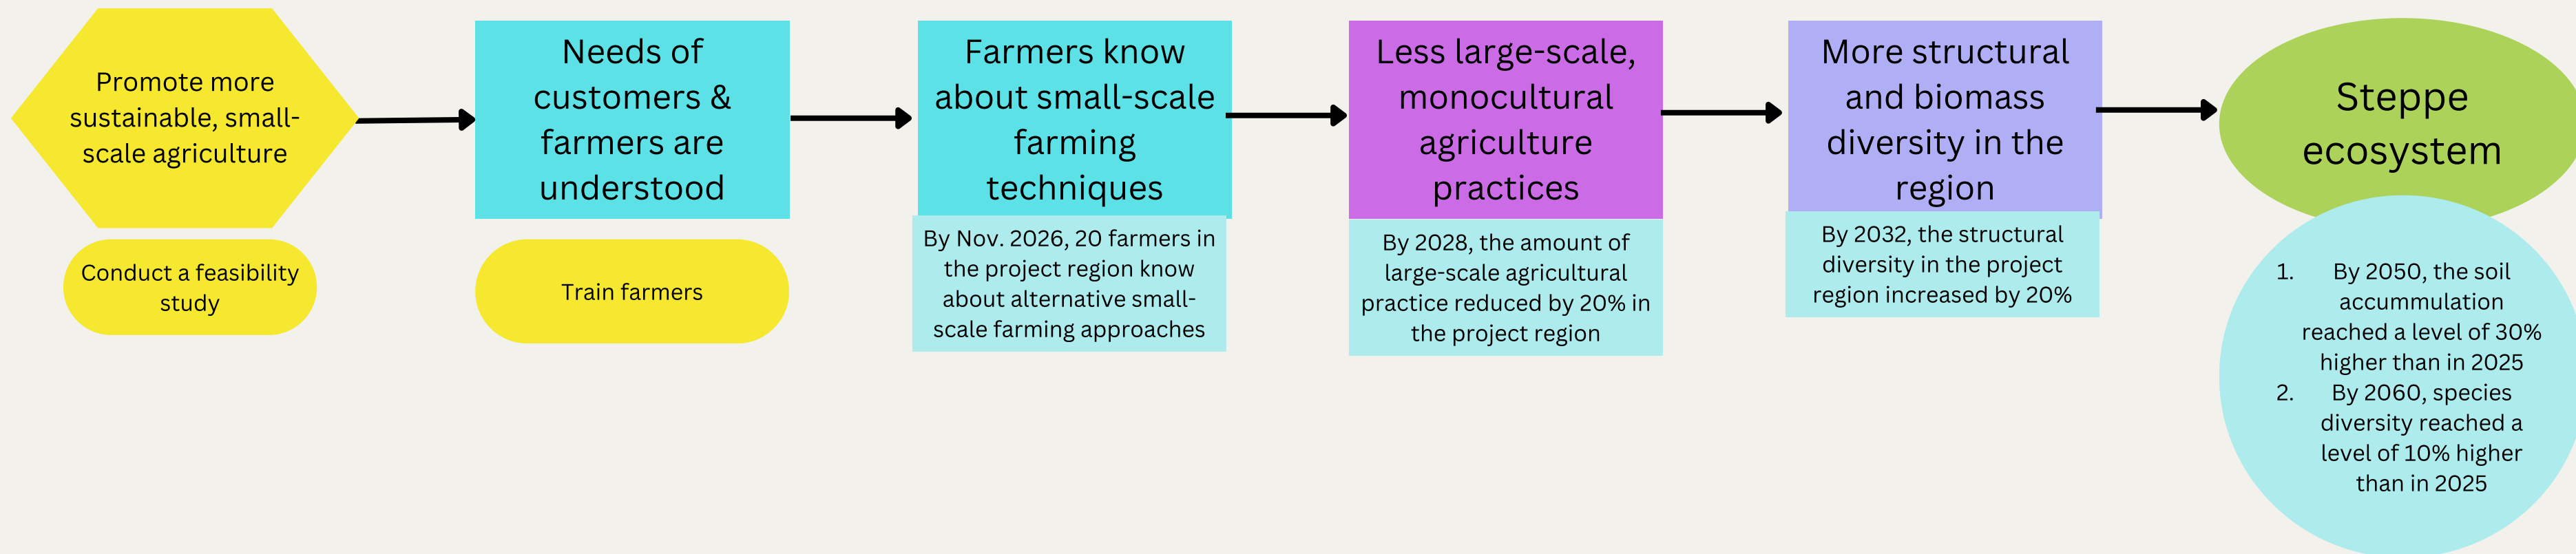 Promote more
sustainable, small-
scale agriculture
Conduct a feasibility
study
Needs of
customers &
farmers are
understood
Train farmers
Farmers know
about small-scale
farming
techniques
By Nov. 2026, 20 farmers in
the project region know
about alternative small-
scale farming approaches
Less large-scale,
monocultural
agriculture
practices
By 2028, the amount of
large-scale agricultural
practice reduced by 20% in
the project region
More structural
and biomass
diversity in the
region
By 2032, the structural
diversity in the project
region increased by 20%
Steppe
ecosystem
1. By 2050, the soil
accummulation
reached a level of 30%
higher than in 2025
2. By 2060, species
diversity reached a
level of 10% higher
than in 2025